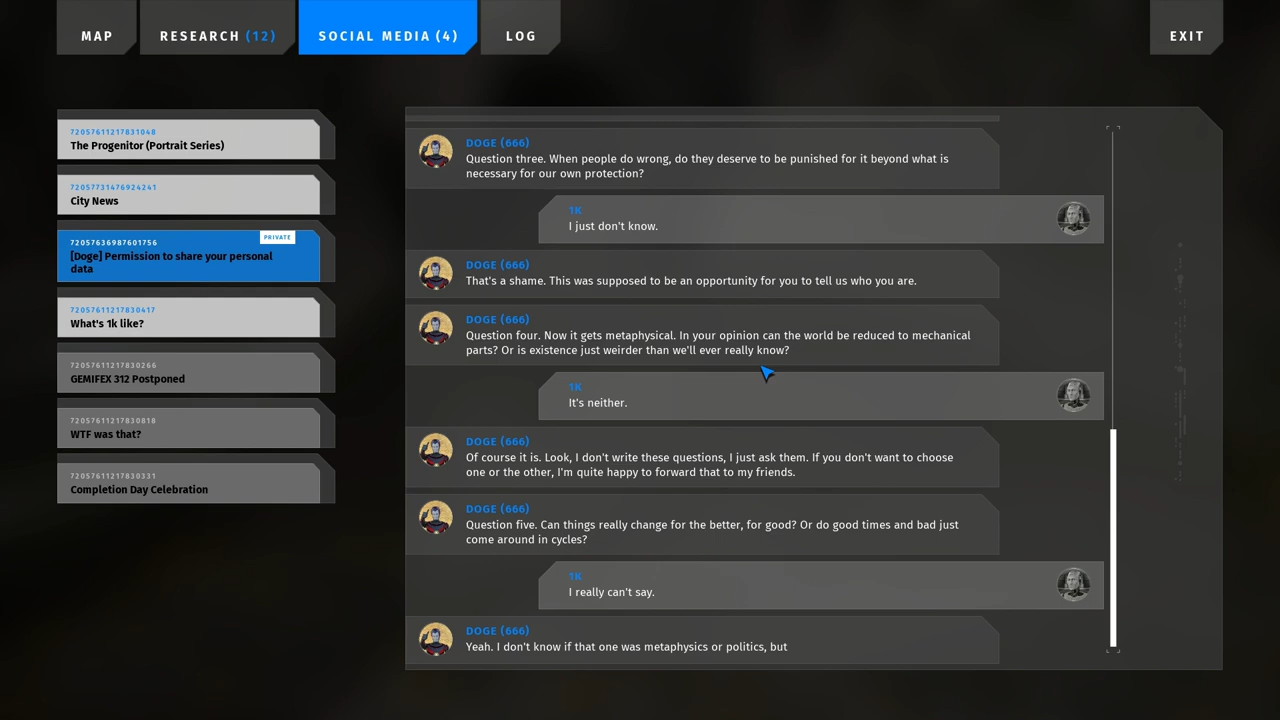 MAP
RESEARCH (12)
SOCIAL MEDIA (4)
LOG
EXIT
72057611217831048
The Progenitor (Portrait Series)
72057731476924241
City News
72057636987601756
PRIVATE
[Doge] Permission to share your personal
data
72057611217830417
What's 1k like?
72057611217830266
GEMIFEX 312 Postponed
72057611217830818
WTF was that?
72057611217830331
Completion Day Celebration
DOGE (666)
Question three. When people do wrong, do they deserve to be punished for it beyond what is
necessary for our own protection?
1K
I just don't know.
DOGE (666)
That's a shame. This was supposed to be an opportunity for you to tell us who you are.
DOGE (666)
Question four. Now it gets metaphysical. In your opinion can the world be reduced to mechanical
parts? Or is existence just weirder than we'll ever really know?
1K
It's neither.
DOGE (666)
Of course it is. Look, I don't write these questions, I just ask them. If you don't want to choose
one or the other, I'm quite happy to forward that to my friends.
DOGE (666)
Question five. Can things really change for the better, for good? Or do good times and bad just
come around in cycles?
1K
I really can't say.
DOGE (666)
Yeah. I don't know if that one was metaphysics or politics, but